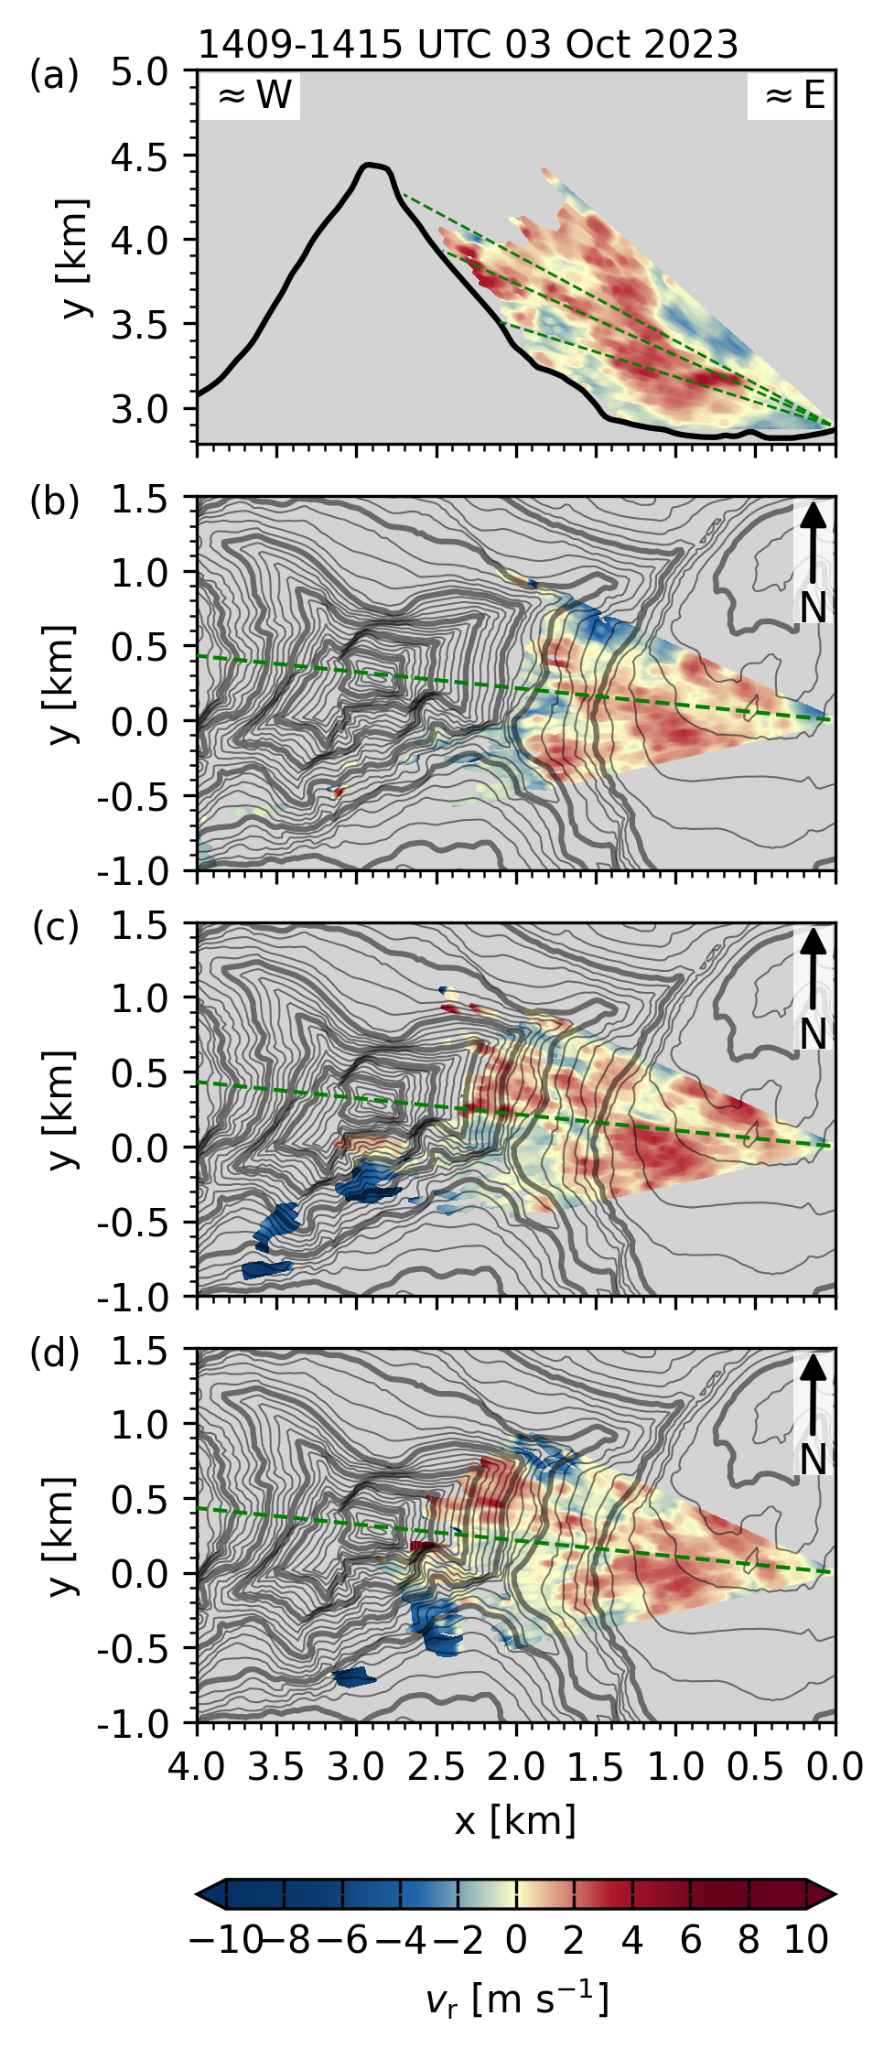 1409-1415 UTC 03 Oct 2023
(a)
≈W ≈E
5.0
4.5
4.0
3.5
3.0
y [km]
(b)
1.5
1.0
0.5
0.0
-0.5
-1.0
y [km]
N
(c)
1.5
1.0
0.5
0.0
-0.5
-1.0
y [km]
N
(d)
1.5
1.0
0.5
0.0
-0.5
-1.0
y [km]
N
4.0 3.5 3.0 2.5 2.0 1.5 1.0 0.5 0.0
x [km]
−10 −8 −6 −4 −2 0 2 4 6 8 10
vr [m s−1]